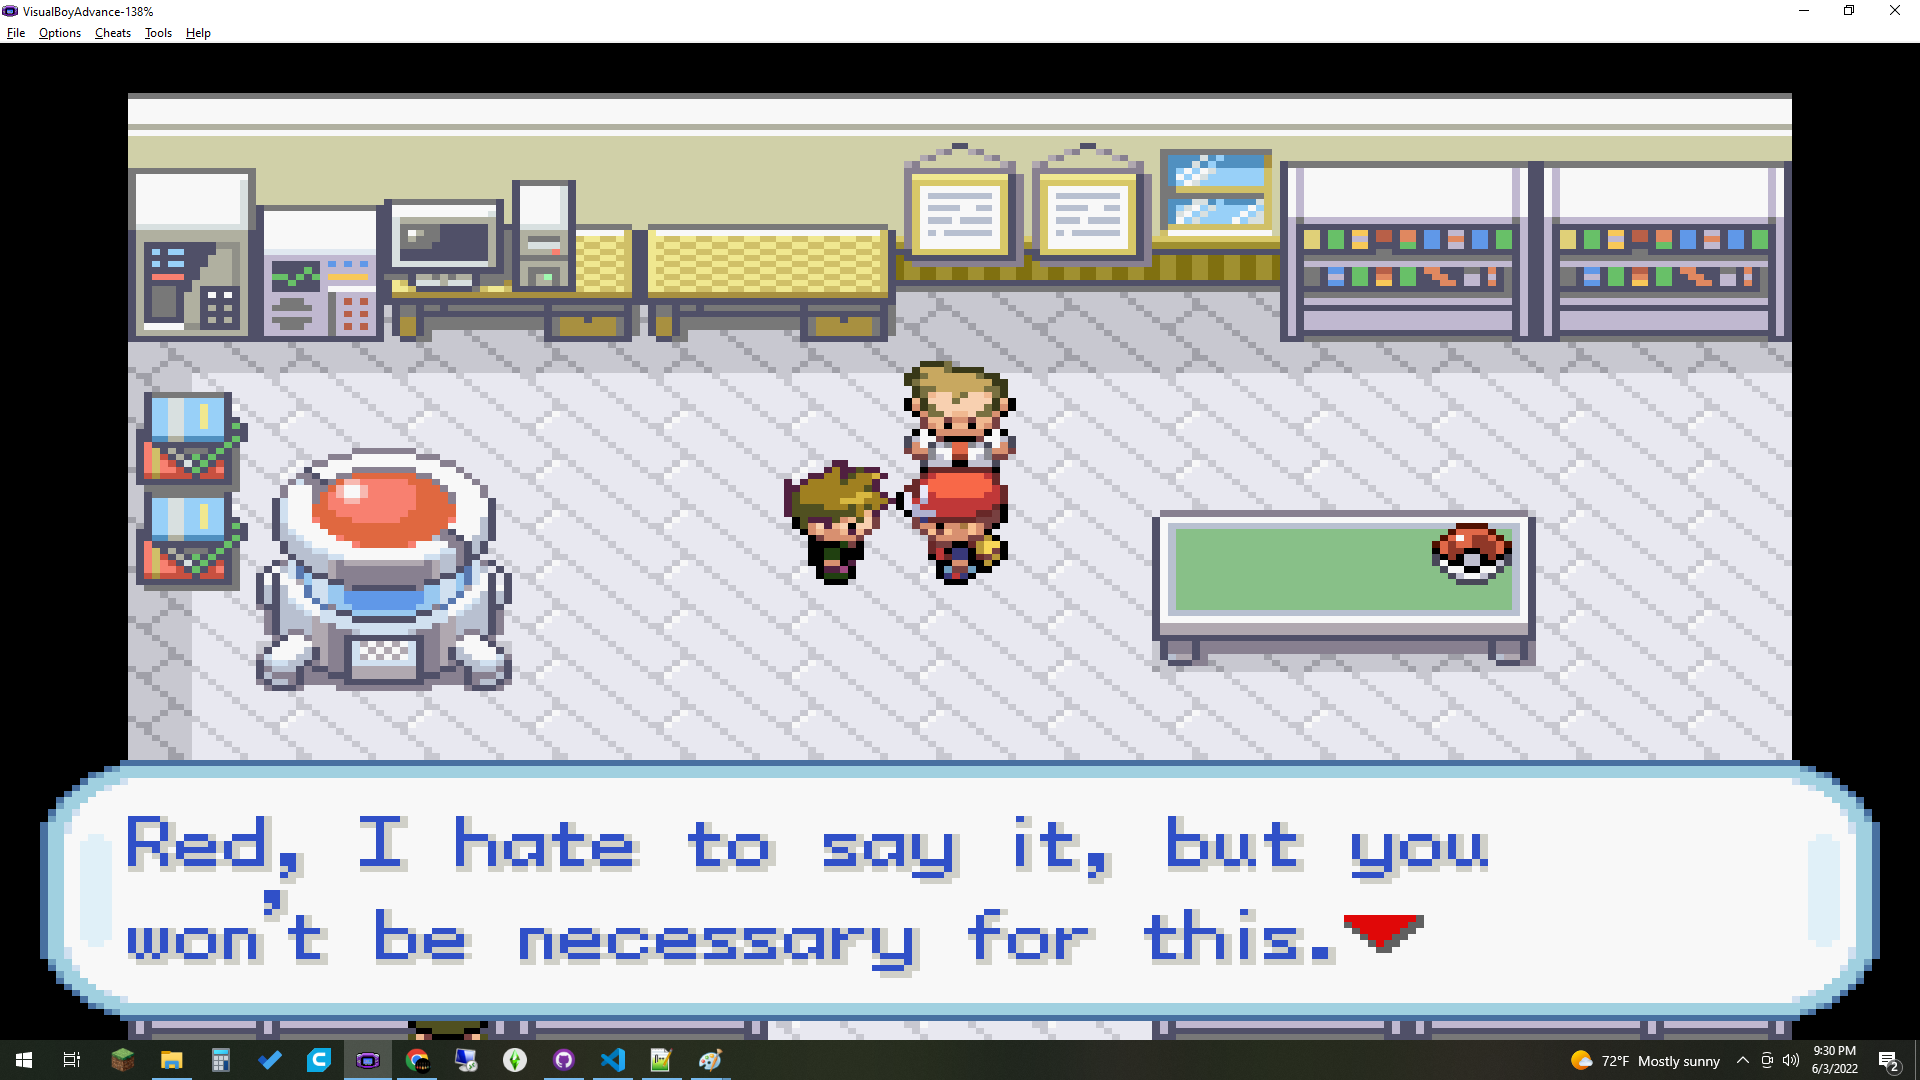 VisualBoyAdvance-138%
File Options Cheats Tools Help
Red, I hate to say it, but you
won't be necessary for this.
72°F Mostly sunny
9:30 PM
6/3/2022
2